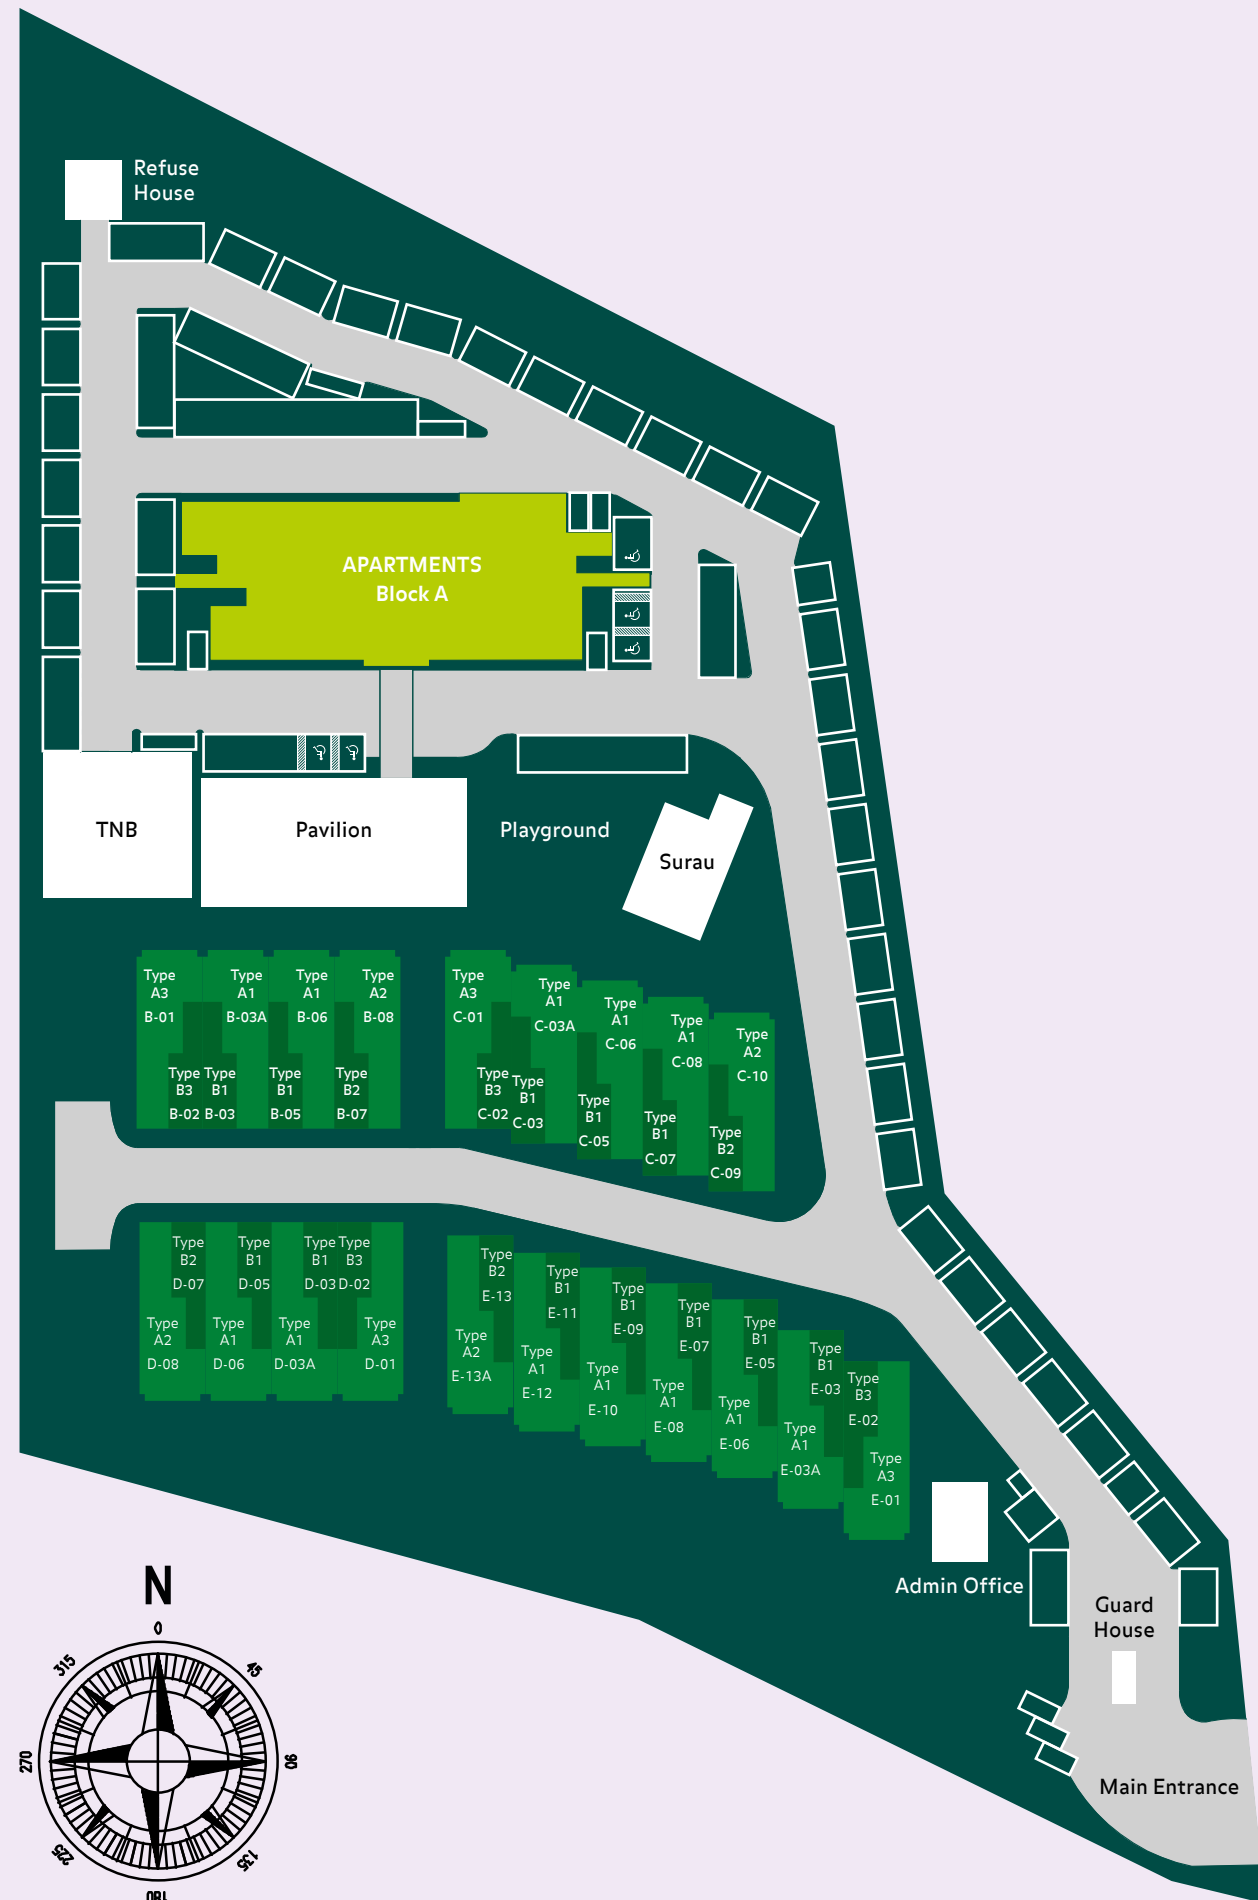 Refuse
House
APARTMENTS
Block A
TNB
Pavilion
Playground
Surau
Type
A3
B-01
Type
A1
B-03A
Type
A1
B-06
Type
A2
B-08
Type
B3
B-02
Type
B1
B-03
Type
B1
B-05
Type
B2
B-07
Type
A3
C-01
Type
A1
C-03A
Type
A1
C-06
Type
A1
C-08
Type
A2
C-10
Type
B3
C-02
Type
B1
C-03
Type
B1
C-05
Type
B1
C-07
Type
B2
C-09
Type
B2
D-07
Type
B1
D-05
Type
B1
D-03
Type
B3
D-02
Type
A2
D-08
Type
A1
D-06
Type
A1
D-03A
Type
A3
D-01
Type
B2
E-13
Type
B1
E-11
Type
B1
E-09
Type
B1
E-07
Type
B1
E-05
Type
B1
E-03
Type
B3
E-02
Type
A2
E-13A
Type
A1
E-12
Type
A1
E-10
Type
A1
E-08
Type
A1
E-06
Type
A1
E-03A
Type
A3
E-01
Admin Office
Guard
House
Main Entrance
N
0
45
90
135
180
225
270
315